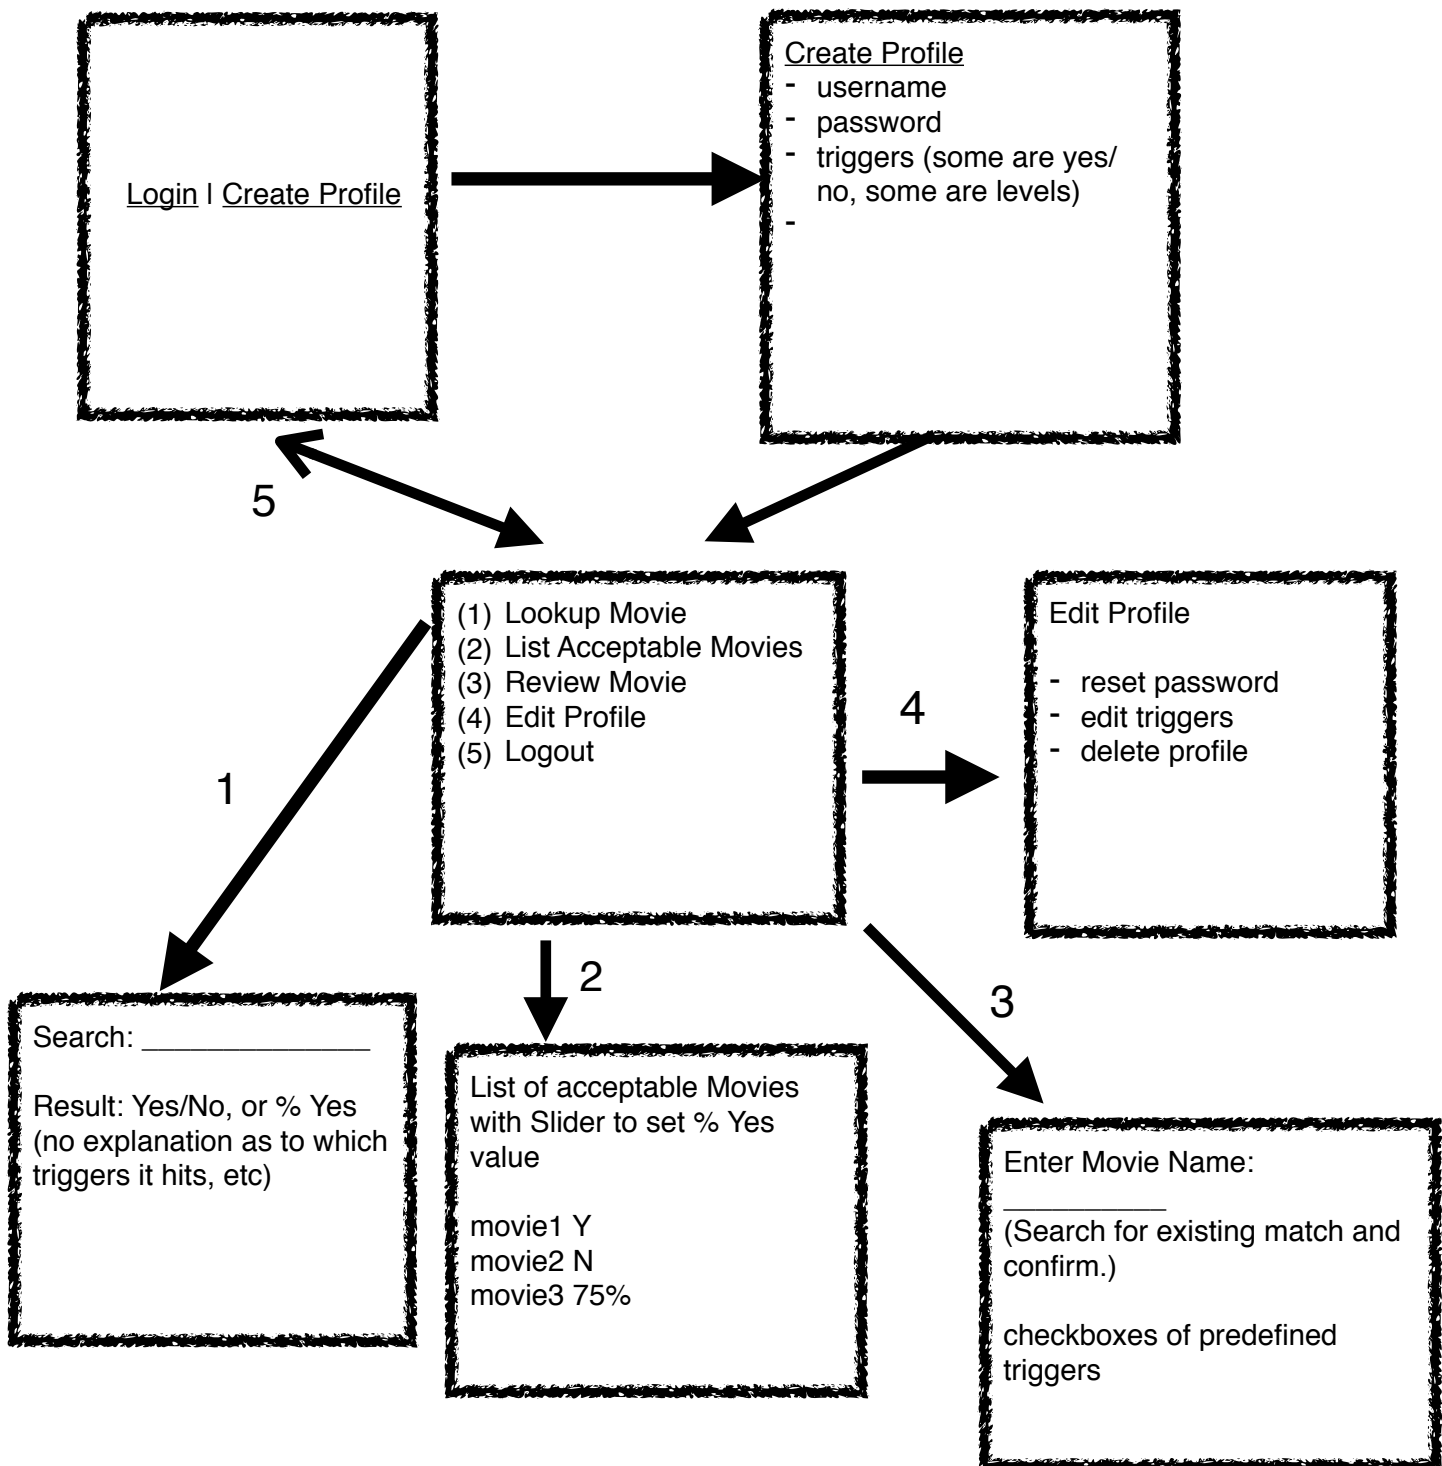 Login | Create Profile
Create Profile
- username
- password
- triggers (some are yes/
no, some are levels)
-
5
(1) Lookup Movie
(2) List Acceptable Movies
(3) Review Movie
(4) Edit Profile
(5) Logout
4
Edit Profile
- reset password
- edit triggers
- delete profile
1
2
3
Search: ______________
Result: Yes/No, or % Yes
(no explanation as to which
triggers it hits, etc)
List of acceptable Movies
with Slider to set % Yes
value
movie1 Y
movie2 N
movie3 75%
Enter Movie Name:
__________
(Search for existing match and
confirm.)
checkboxes of predefined
triggers